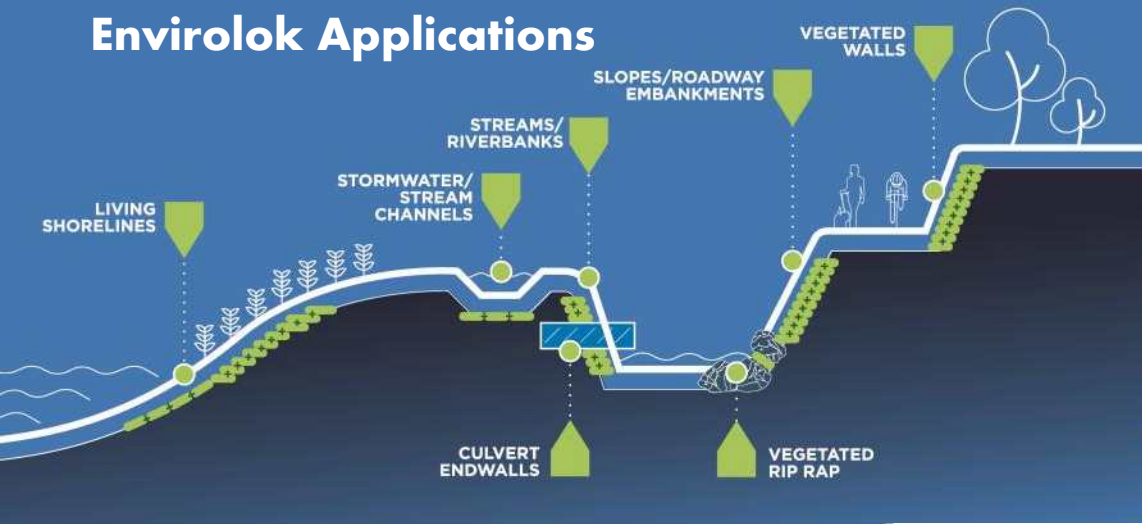 Envirolok Applications
VEGETATED
WALLS
SLOPES/ROADWAY
EMBANKMENTS
STREAMS/
RIVERBANKS
STORMWATER/
STREAM
CHANNELS
LIVING
SHORELINES
CULVERT
ENDWALLS
VEGETATED
RIP RAP